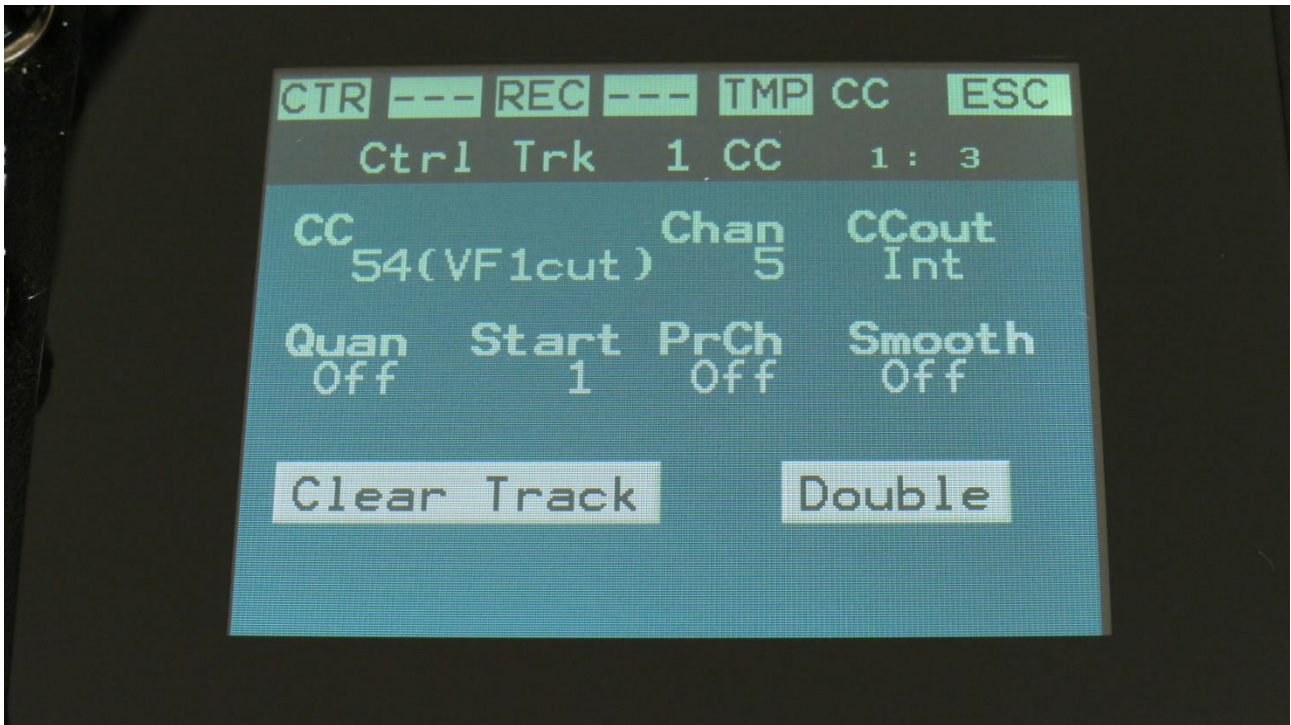 CTR --- REC --- TMP CC ESC
Ctrl Trk 1 CC 1: 3
CC Chan CCout
54(VF1cut) 5 Int
Quan Start PrCh Smooth
Off 1 Off Off
Clear Track Double